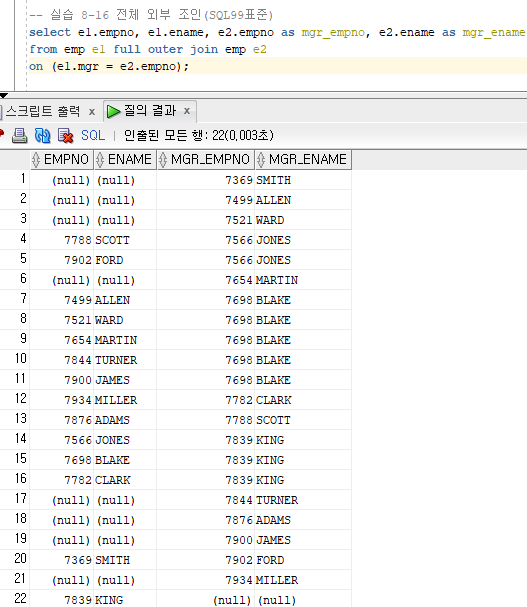 -- 실습 8-16 전체 외부 조인(SQL99표준)
select e1.empno, e1.ename, e2.empno as mgr_empno, e2.ename as mgr_ename
from emp e1 full outer join emp e2
on (e1.mgr = e2.empno);
스크립트 출력 x 질의 결과 x
SQL | 인출된 모든 행: 22(0,003초)
EMPNO ENAME MGR_EMPNO MGR_ENAME
1 (null) (null) 7369 SMITH
2 (null) (null) 7499 ALLEN
3 (null) (null) 7521 WARD
4 7788 SCOTT 7566 JONES
5 7902 FORD 7566 JONES
6 (null) (null) 7654 MARTIN
7 7499 ALLEN 7698 BLAKE
8 7521 WARD 7698 BLAKE
9 7654 MARTIN 7698 BLAKE
10 7844 TURNER 7698 BLAKE
11 7900 JAMES 7698 BLAKE
12 7934 MILLER 7782 CLARK
13 7876 ADAMS 7788 SCOTT
14 7566 JONES 7839 KING
15 7698 BLAKE 7839 KING
16 7782 CLARK 7839 KING
17 (null) (null) 7844 TURNER
18 (null) (null) 7876 ADAMS
19 (null) (null) 7900 JAMES
20 7369 SMITH 7902 FORD
21 (null) (null) 7934 MILLER
22 7839 KING (null) (null)